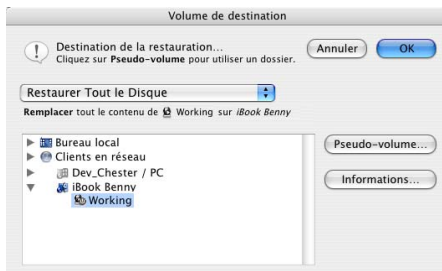 Volume de destination
Destination de la restauration...
Cliquez sur Pseudo-volume pour utiliser un dossier.
Annuler
OK
Restaurer Tout le Disque
Remplacer tout le contenu de Working sur iBook Benny
Bureau local
Clients en réseau
Dev_Chester / PC
iBook Benny
Working
Pseudo-volume...
Informations...